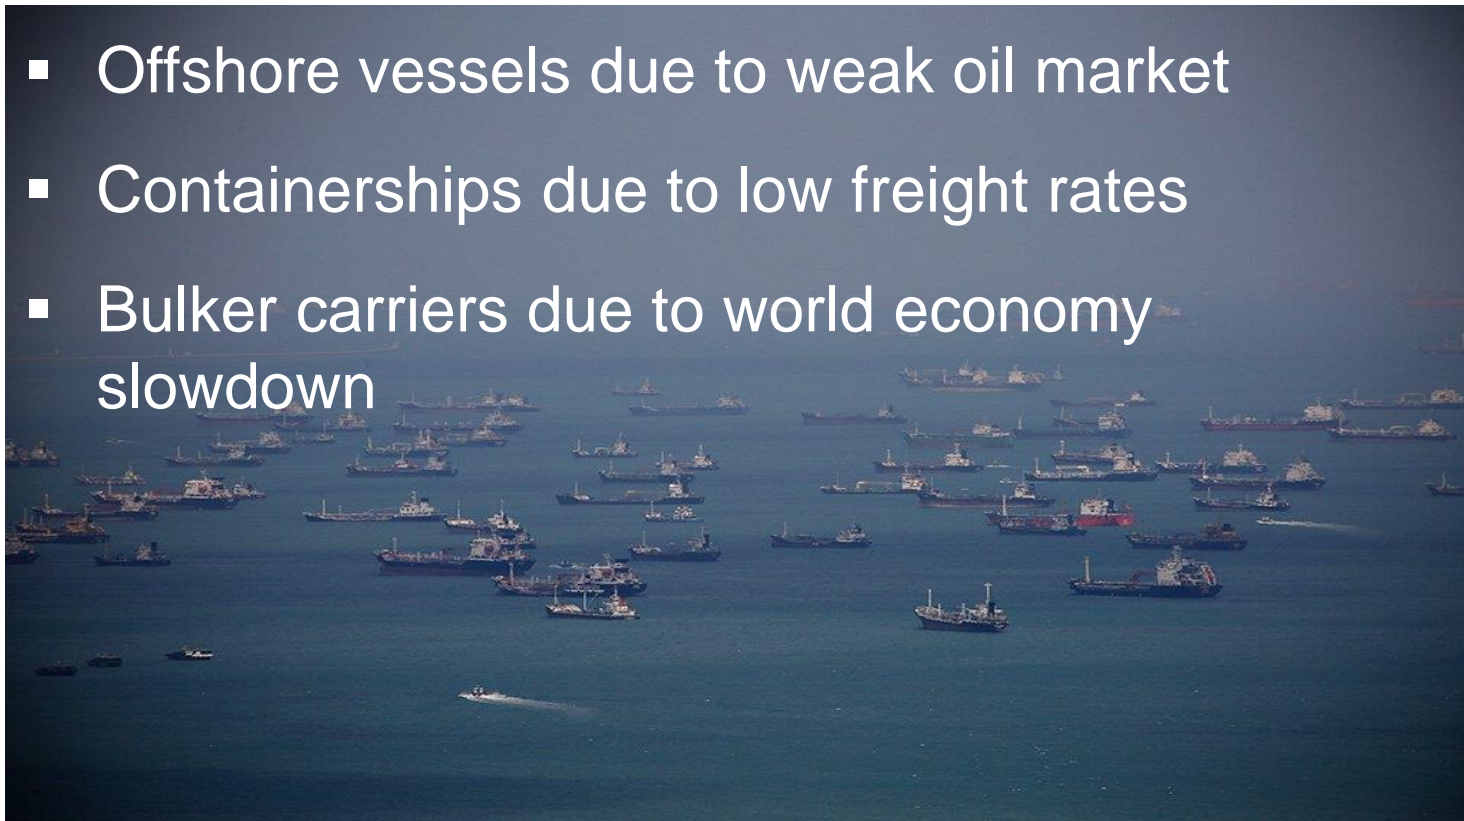 ▪ Offshore vessels due to weak oil market
▪ Containerships due to low freight rates
▪ Bulker carriers due to world economy
slowdown